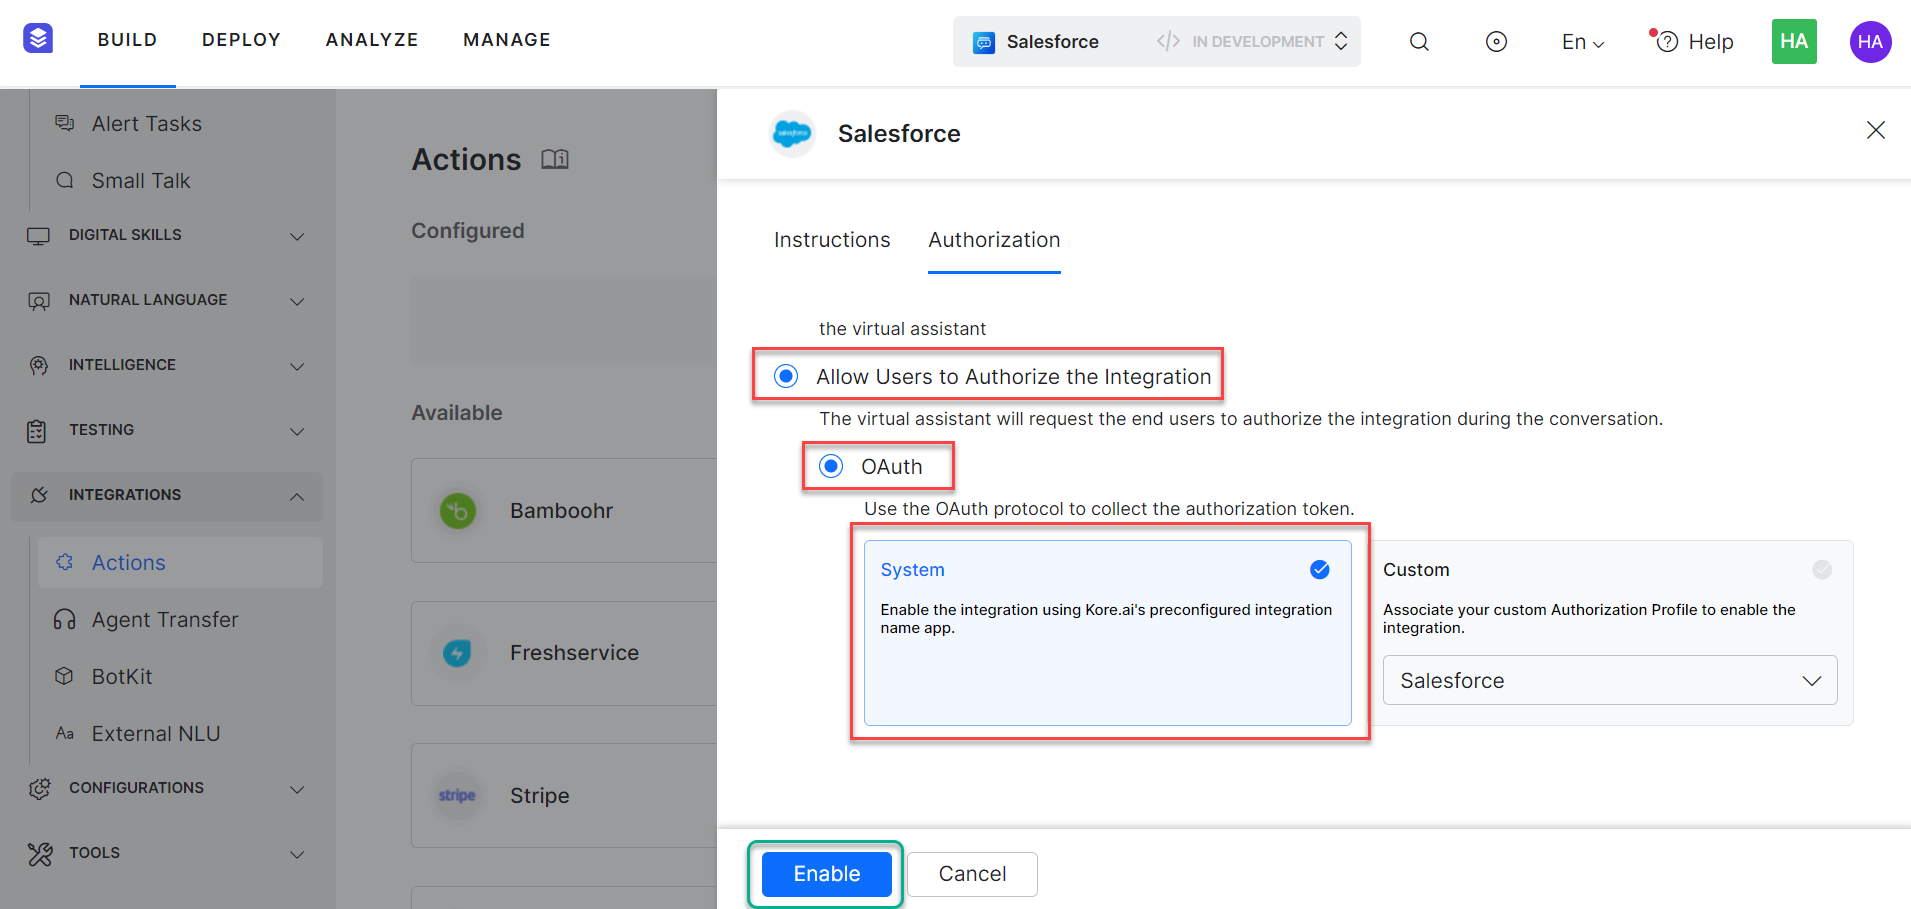 BUILD DEPLOY ANALYZE MANAGE
Salesforce
</> IN DEVELOPMENT
En
Help
HA
HA
Alert Tasks
Small Talk
DIGITAL SKILLS
NATURAL LANGUAGE
INTELLIGENCE
TESTING
INTEGRATIONS
Actions
Agent Transfer
BotKit
Aa External NLU
CONFIGURATIONS
TOOLS
Actions
Configured
Available
Bamboohr
Freshservice
stripe Stripe
salesforce Salesforce
Instructions Authorization
the virtual assistant
Allow Users to Authorize the Integration
The virtual assistant will request the end users to authorize the integration during the conversation.
OAuth
Use the OAuth protocol to collect the authorization token.
System
Enable the integration using Kore.ai's preconfigured integration
name app.
Custom
Associate your custom Authorization Profile to enable the
integration.
Salesforce
Enable Cancel